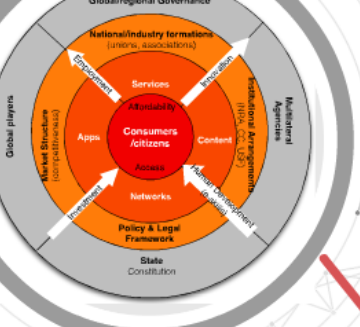 Global/regional Governance
National/industry formations
(unions, associations)
Employment
Innovation
Services
Affordability
Global players
Market Structure
(competitiveness)
Apps
Consumers
/citizens
Content
Institutional Arrangements
(NRA, CC, USF)
Multilateral
Agencies
Access
Investment
Human Development
(e-skills)
Networks
Policy & Legal
Framework
State
Constitution